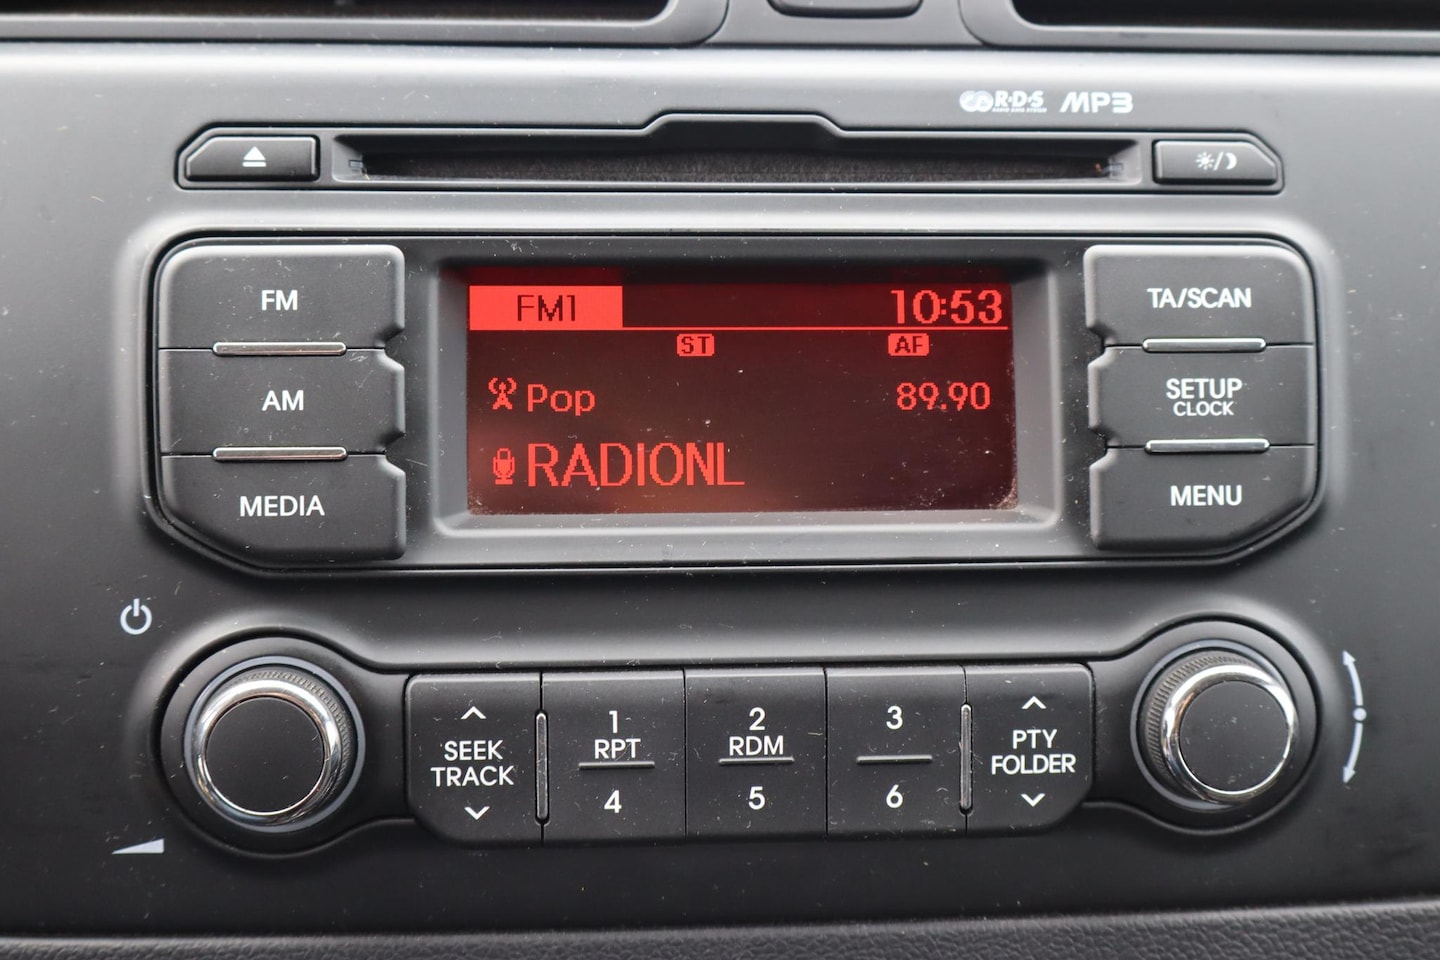 R·D·S MP3
FM
AM
MEDIA
FM1 10:53
ST AF
Pop 89.90
RADIONL
TA/SCAN
SETUP
CLOCK
MENU
SEEK
TRACK
1
RPT
4
2
RDM
5
3
6
PTY
FOLDER